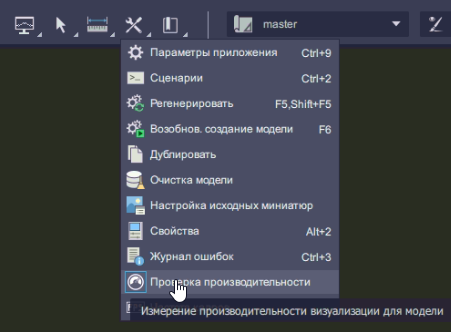 master
Параметры приложения Ctrl+9
Сценарии Ctrl+2
Регенерировать F5,Shift+F5
Возобнов. создание модели F6
Дублировать
Очистка модели
Настройка исходных миниатюр
Свойства Alt+2
Журнал ошибок Ctrl+3
Проверка производительности
Измерение производительности визуализации для модели